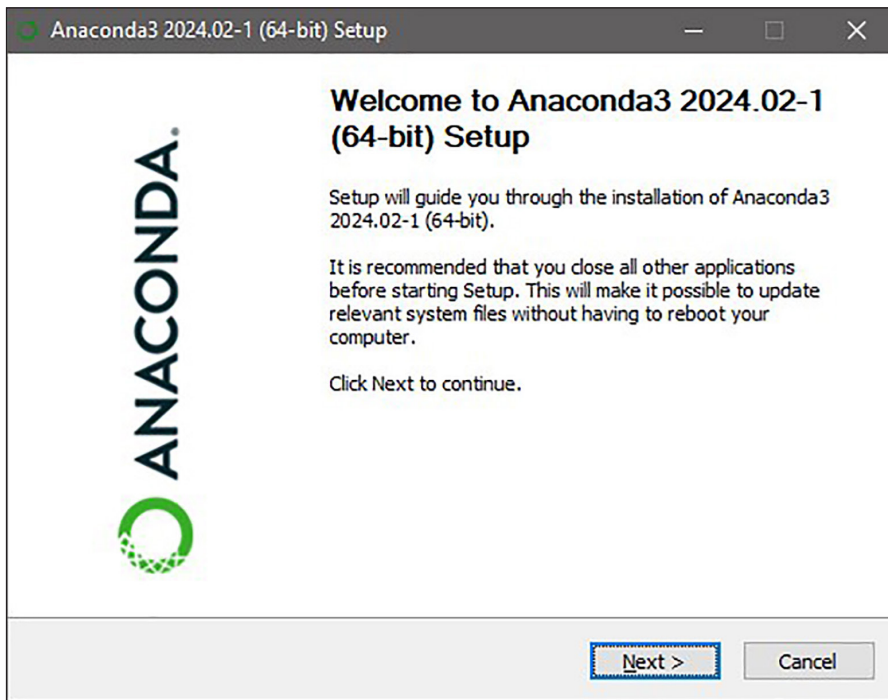 Anaconda3 2024.02-1 (64-bit) Setup
ANACONDA.
Welcome to Anaconda3 2024.02-1
(64-bit) Setup
Setup will guide you through the installation of Anaconda3
2024.02-1 (64-bit).
It is recommended that you close all other applications
before starting Setup. This will make it possible to update
relevant system files without having to reboot your
computer.
Click Next to continue.
Next >
Cancel